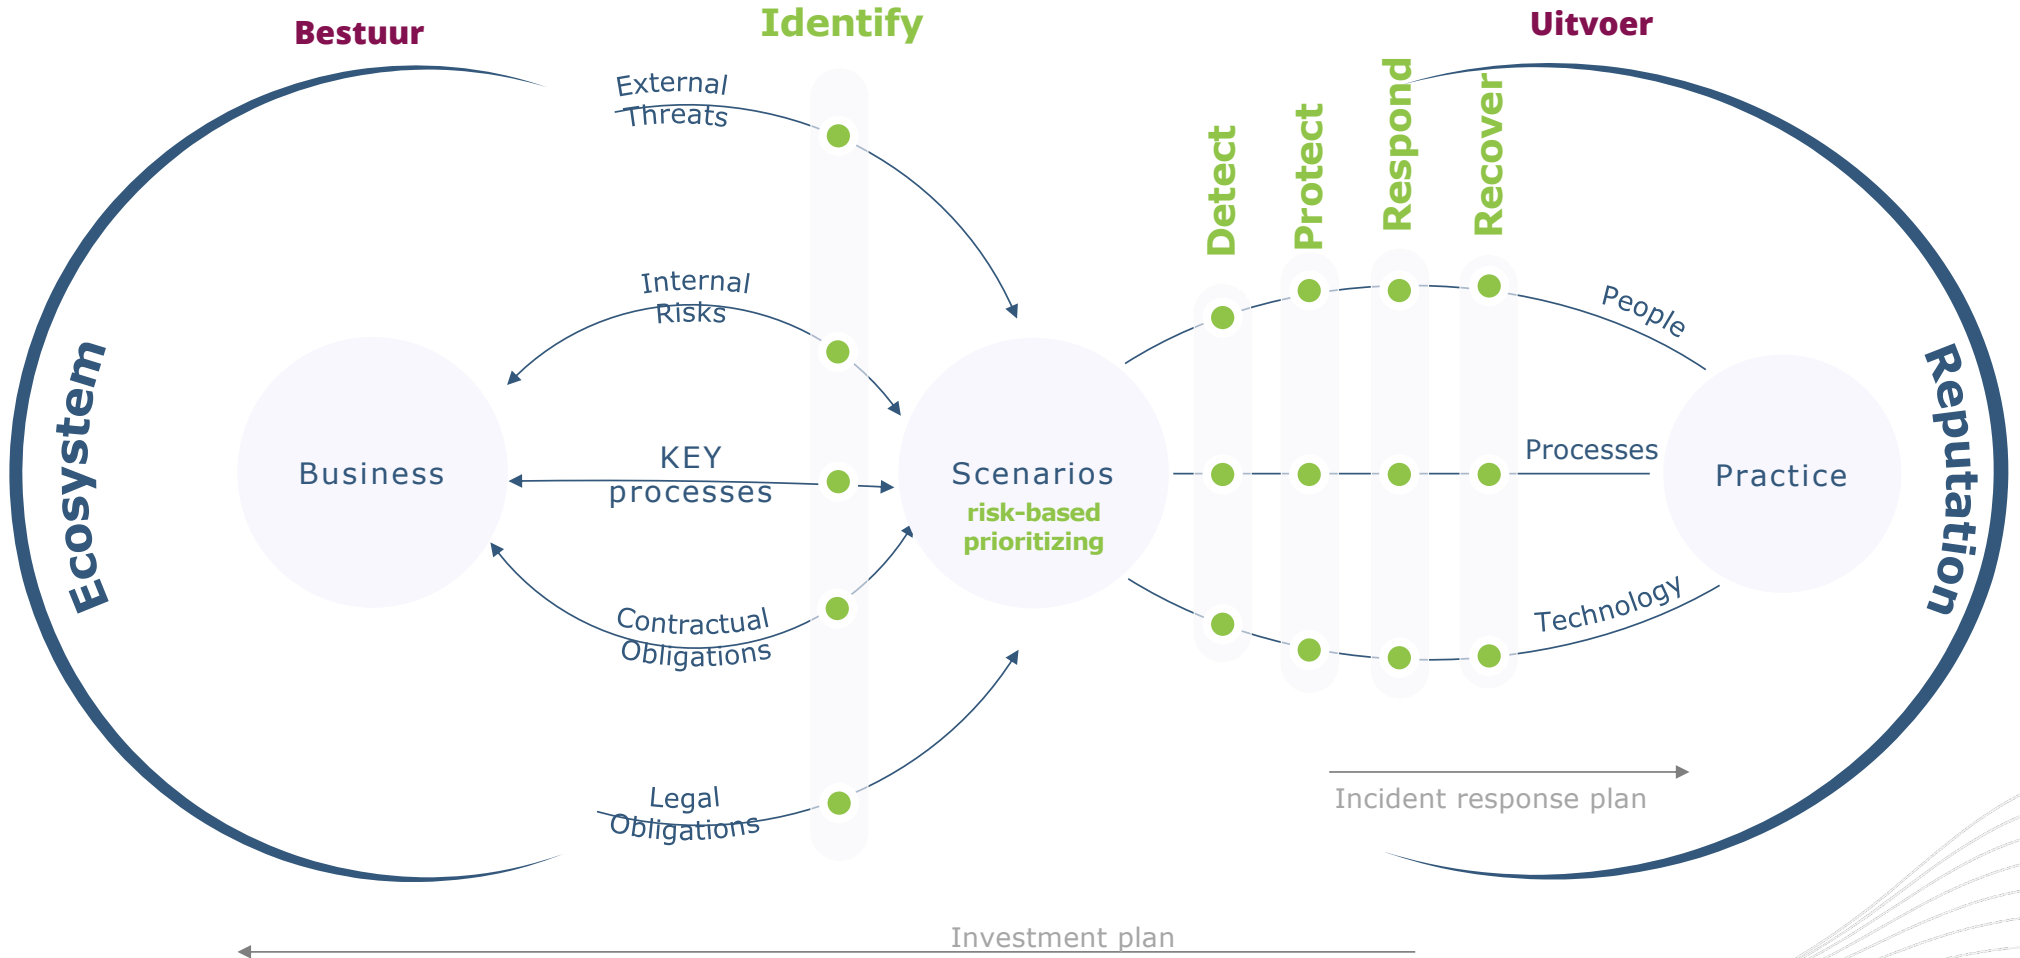 Bestuur
Identify
Uitvoer
External
Threats
Detect
Protect
Respond
Recover
Internal
Risks
People
Ecosystem
Business
KEY
processes
Scenarios
risk-based
prioritizing
Processes
Practice
Reputation
Contractual
Obligations
Technology
Legal
Obligations
Incident response plan
Investment plan